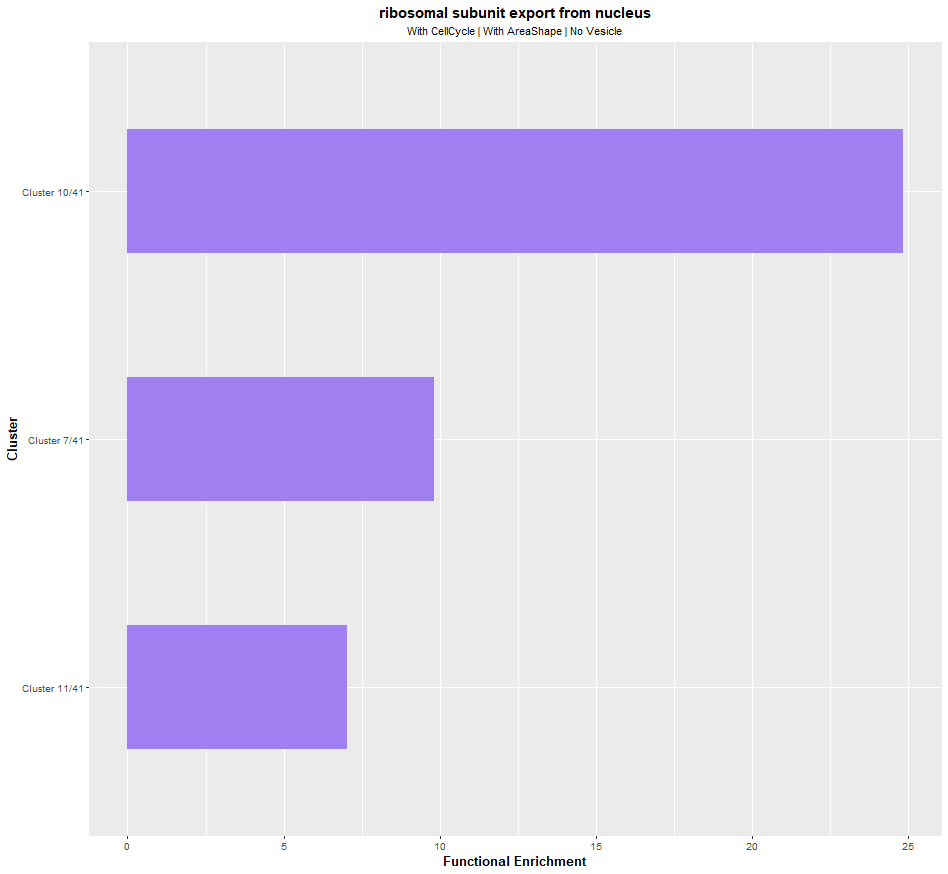 ribosomal subunit export from nucleus
With CellCycle | With AreaShape | No Vesicle
Cluster
Cluster 10/41
Cluster 7/41
Cluster 11/41
0 5 10 15 20 25
Functional Enrichment